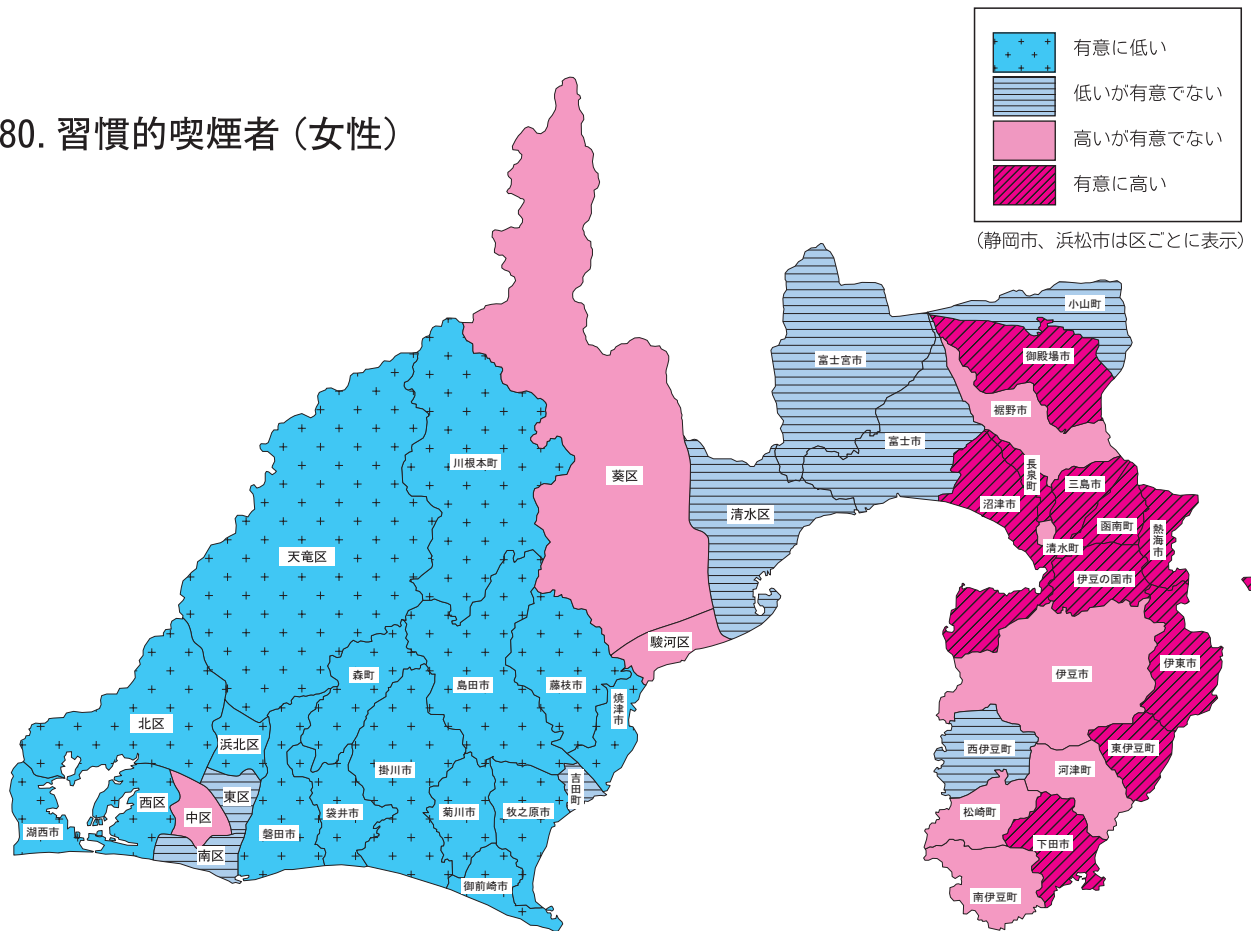 80. 習慣的喫煙者（女性）
有意に低い
低いが有意でない
高いが有意でない
有意に高い
（静岡市、浜松市は区ごとに表示）
小山町
御殿場市
富士宮市
裾野市
富士市
川根本町
葵区
長泉町
三島市
沼津市
清水区
函南町
熱海市
清水町
天竜区
伊豆の国市
駿河区
伊東市
森町
島田市
藤枝市
伊豆市
焼津市
北区
浜北区
西伊豆町
東伊豆町
掛川市
河津町
吉田町
東区
西区
中区
袋井市
菊川市
牧之原市
松崎町
湖西市
磐田市
下田市
南区
御前崎市
南伊豆町